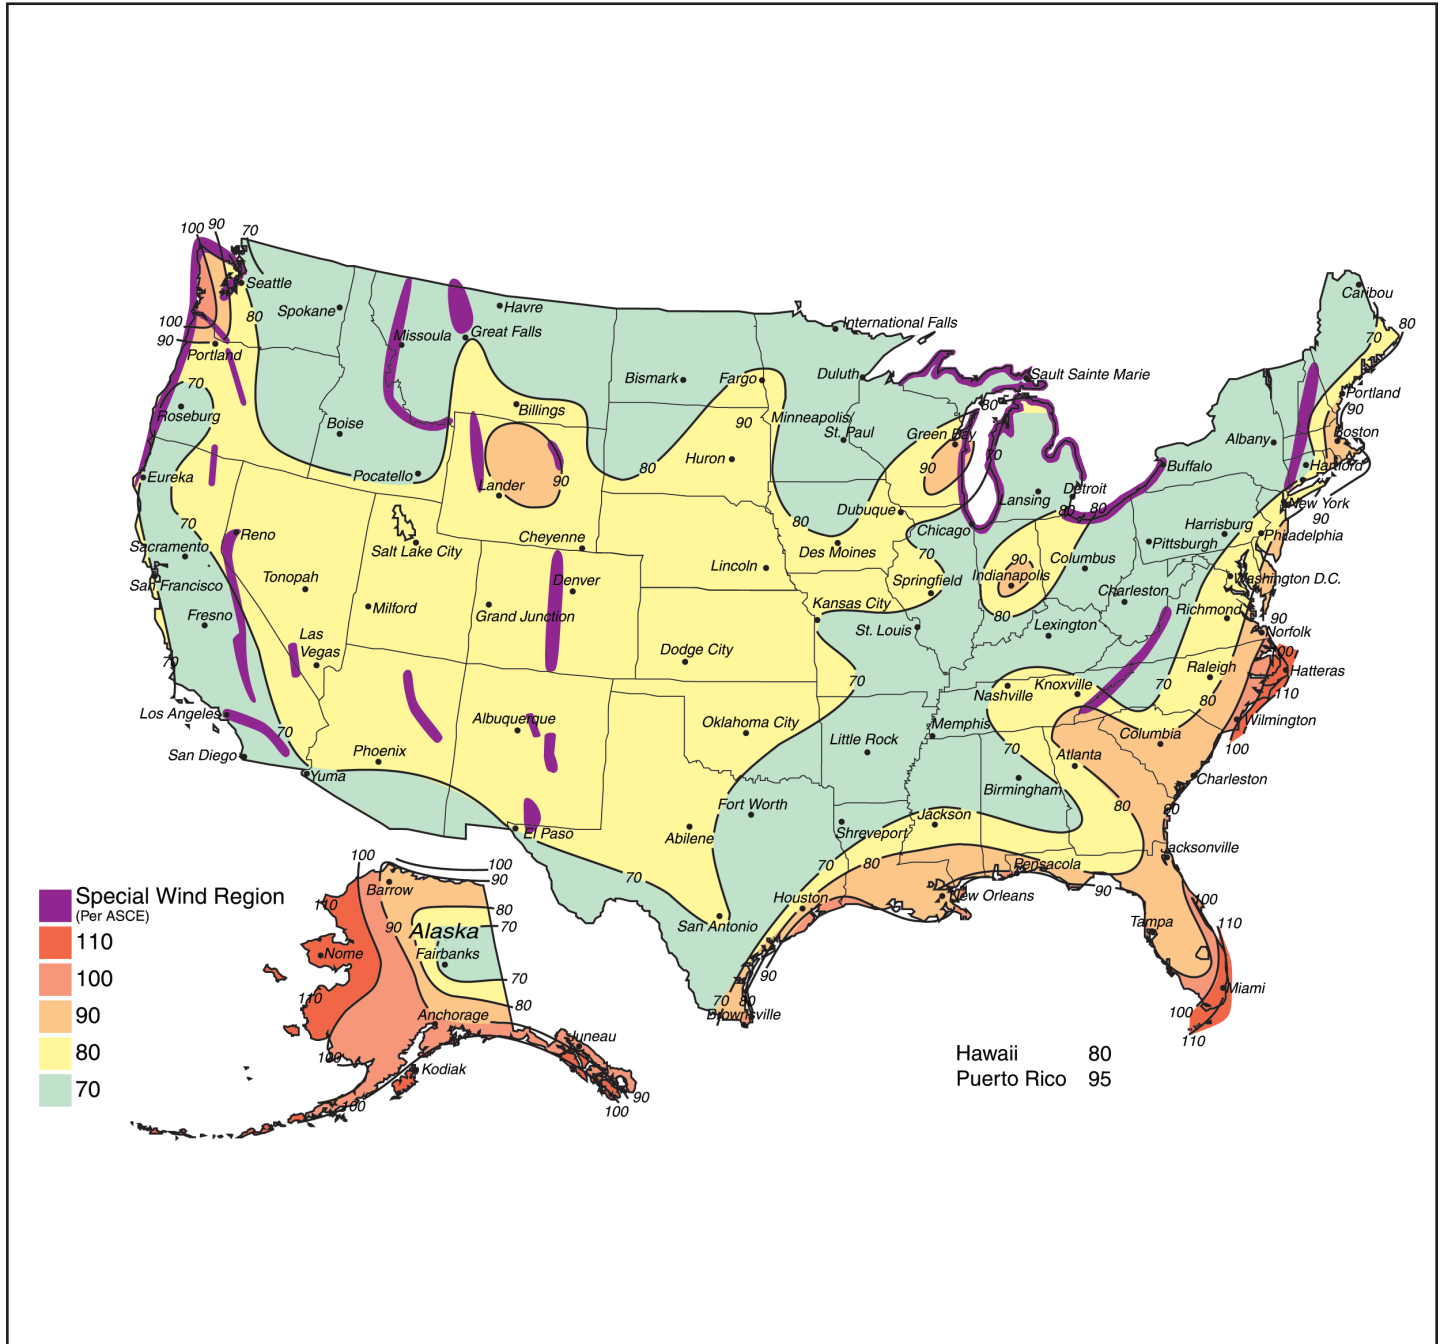 100 90 70
Seattle
Spokane
80
100
90
Portland
Missoula
Great Falls
Havre
International Falls
Caribou
80
70
Bismarck
Fargo
Duluth
Sault Sainte Marie
70
Roseburg
Billings
Boise
Minneapolis
St. Paul
90
80
Green Bay
90
70
Portland
90
Boston
Albany
Hartford
Huron
80
Buffalo
Eureka
Pocatello
Lander
90
Lansing
Detroit
80 80
New York
90
Dubuque
Chicago
70
Reno
Sacramento
Salt Lake City
Cheyenne
80
Des Moines
70
Harrisburg
Philadelphia
Pittsburgh
San Francisco
Tonopah
Denver
Lincoln
Springfield
90
Indianapolis
Columbus
Washington D.C.
Fresno
Milford
Grand Junction
Kansas City
80
Charleston
Richmond
90
Norfolk
Las
Vegas
St. Louis
Lexington
Dodge City
100
70
Hatteras
110
70
Nashville
Knoxville
70
Raleigh
80
Los Angeles
70
Albuquerque
Oklahoma City
Memphis
Wilmington
Columbia
100
San Diego
Phoenix
Little Rock
70
Atlanta
Yuma
Birmingham
Charleston
El Paso
Fort Worth
Abilene
Shreveport
Jackson
80
90
Jacksonville
70
70
80
Pensacola
90
Houston
New Orleans
San Antonio
100
Tampa
110
90
70 80
Brownsville
Miami
100
110
100
100
90
Barrow
110
80
70
90
Alaska
Nome
Fairbanks
70
110
80
Anchorage
100
Juneau
Kodiak
100
90
100
Special Wind Region
(Per ASCE)
110
100
90
80
70
Hawaii 80
Puerto Rico 95